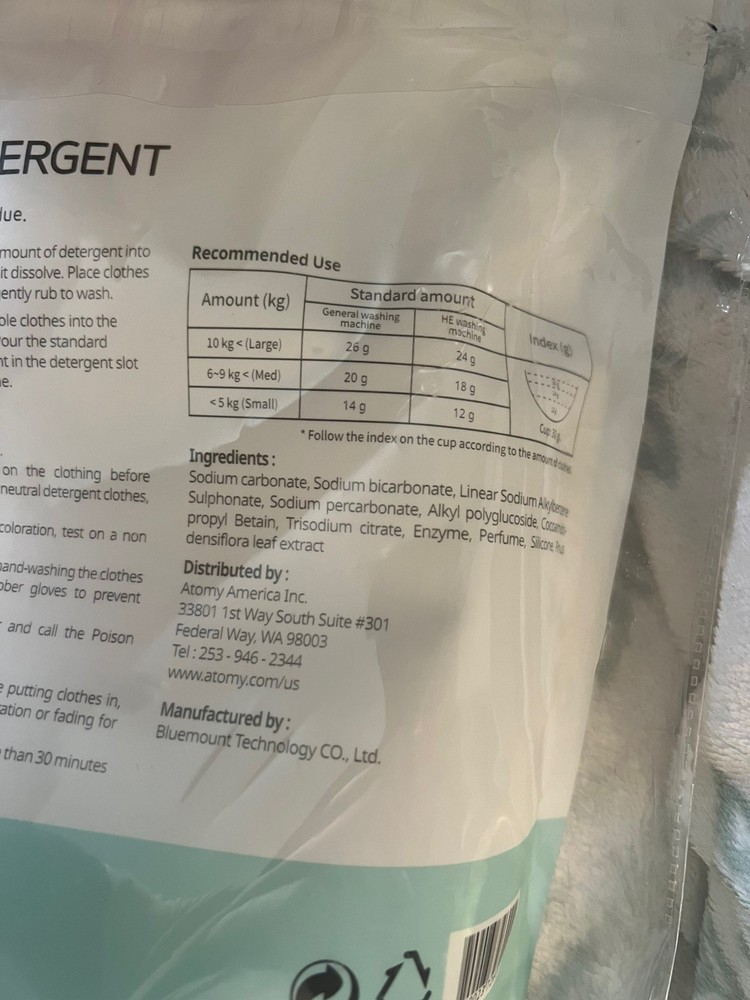 ERGENT
due.
mount of detergent into
it dissolve. Place clothes
ently rub to wash.
ole clothes into the
our the standard
nt in the detergent slot
e.
on the clothing before
neutral detergent clothes,
coloration, test on a non
hand-washing the clothes
ber gloves to prevent
and call the Poison
putting clothes in,
ation or fading for
than 30 minutes
Recommended Use
Amount (kg)
Standard amount
Index (g)
General washing machine
HE washing machine
10 kg < (Large) 26 g 24 g
6~9 kg < (Med) 20 g 18 g
< 5 kg (Small) 14 g 12 g
Cup:
* Follow the index on the cup according to the amount of clothes
Ingredients :
Sodium carbonate, Sodium bicarbonate, Linear Sodium Alkylbenzene
Sulphonate, Sodium percarbonate, Alkyl polyglucoside, Cocamido-
propyl Betain, Trisodium citrate, Enzyme, Perfume, Silicone,
densiflora leaf extract
Distributed by :
Atomy America Inc.
33801 1st Way South Suite #301
Federal Way, WA 98003
Tel : 253 - 946 - 2344
www.atomy.com/us
Manufactured by :
Bluemount Technology CO., Ltd.